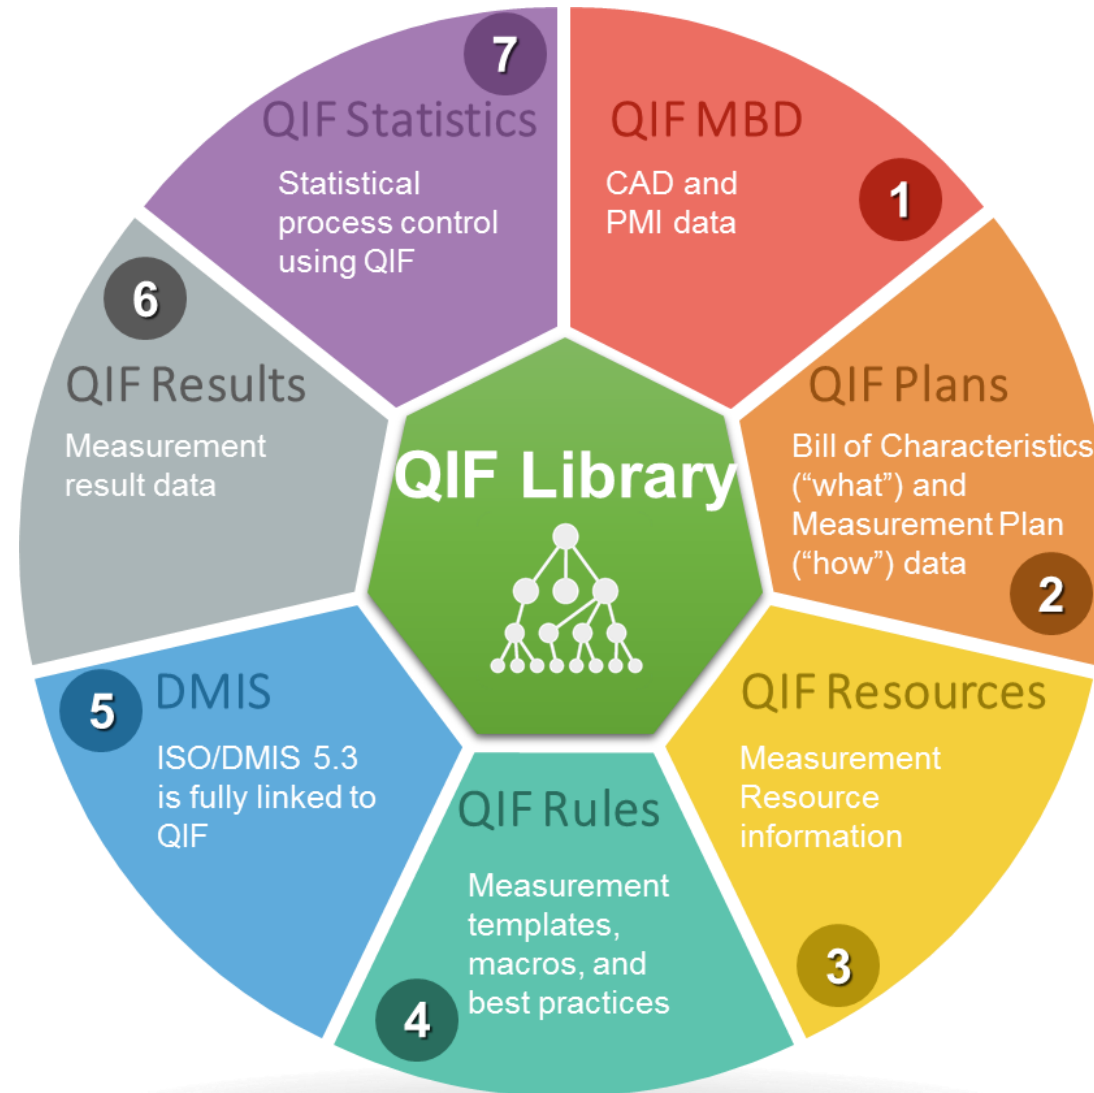 7
QIF Statistics
Statistical
process control
using QIF
QIF MBD
CAD and
PMI data
1
QIF Plans
Bill of Characteristics
(“what”) and
Measurement Plan
(“how”) data
2
QIF Resources
Measurement
Resource
information
3
QIF Rules
Measurement
templates,
macros, and
best practices
4
5
DMIS
ISO/DMIS 5.3
is fully linked to
QIF
6
QIF Results
Measurement
result data
QIF Library